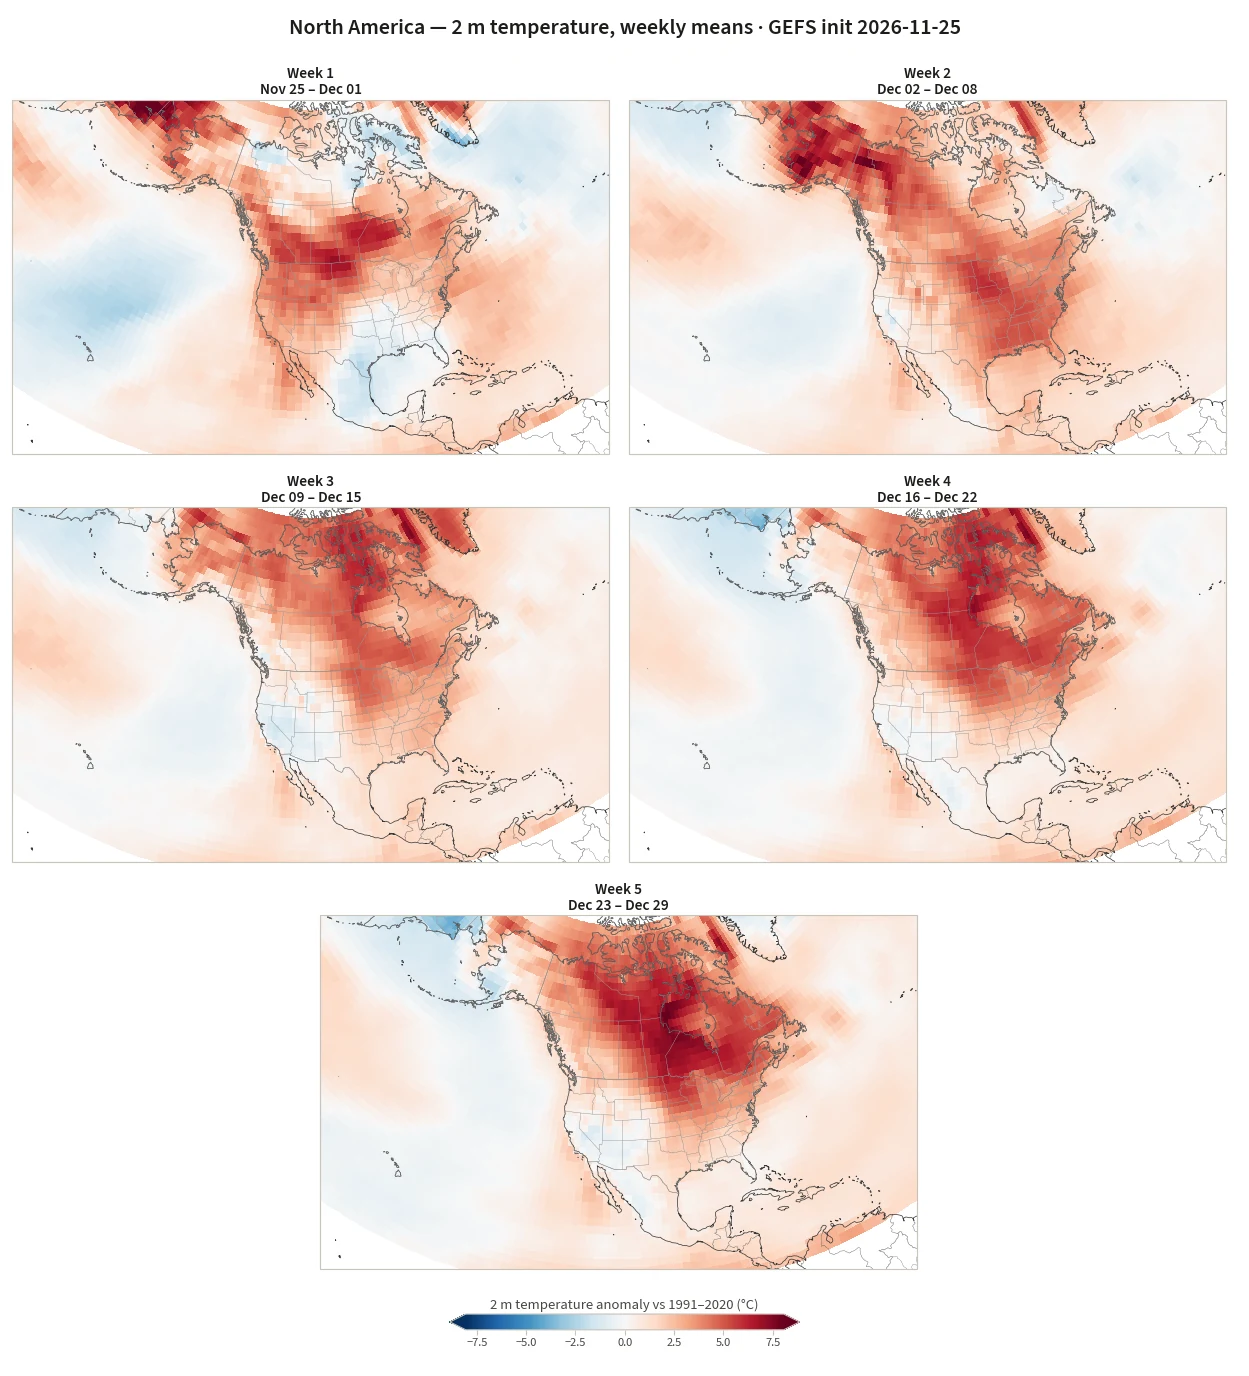 North America — 2 m temperature, weekly means · GEFS init 2026-11-25
Week 1
Nov 25 – Dec 01
Week 2
Dec 02 – Dec 08
Week 3
Dec 09 – Dec 15
Week 4
Dec 16 – Dec 22
Week 5
Dec 23 – Dec 29
2 m temperature anomaly vs 1991–2020 (°C)
−7.5 −5.0 −2.5 0.0 2.5 5.0 7.5